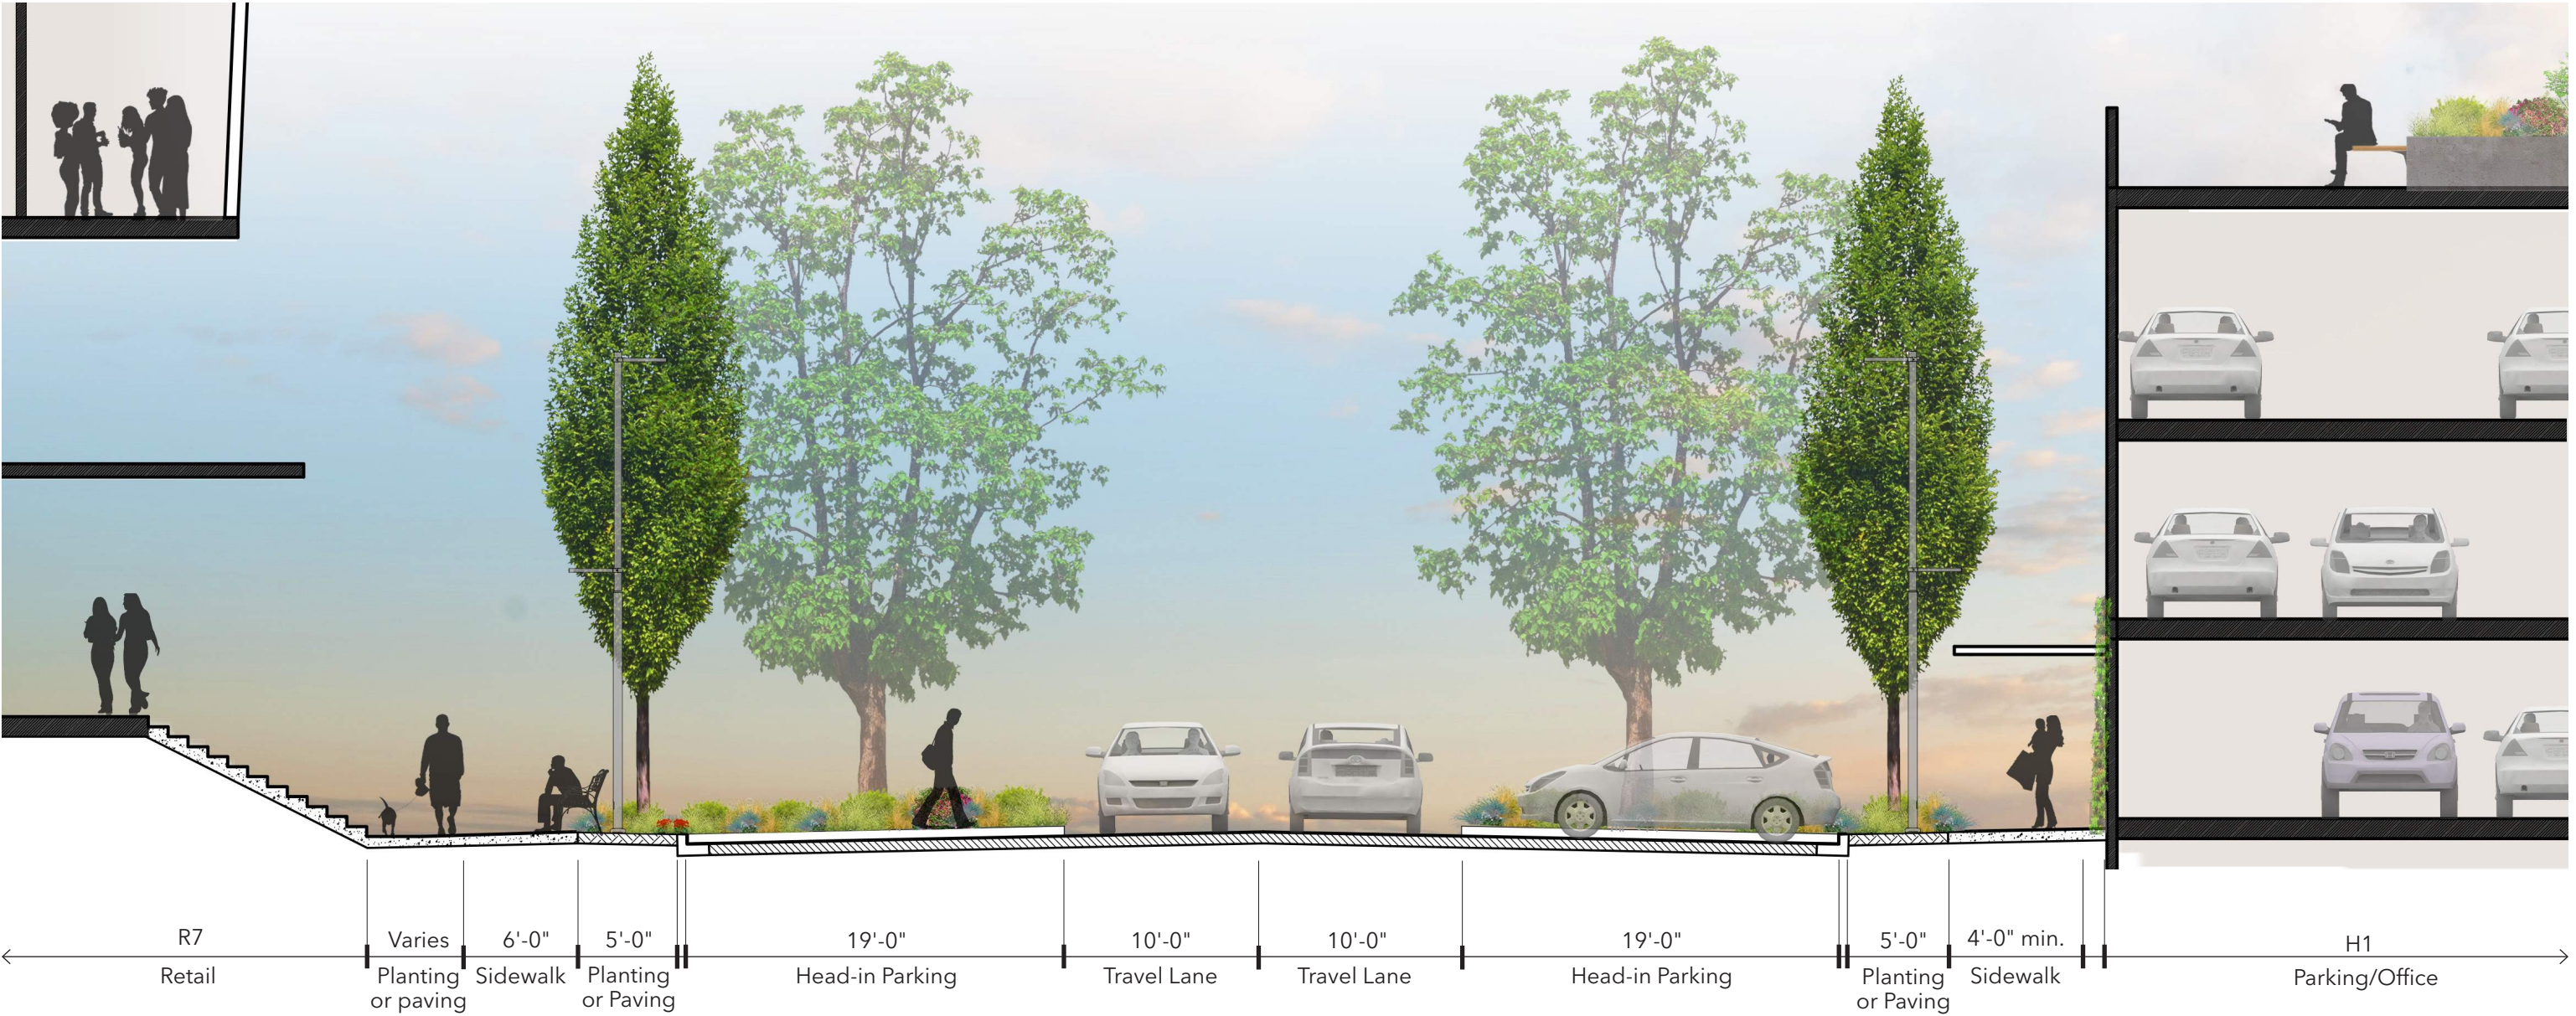 R7
Varies
6'-0"
5'-0"
19'-0"
10'-0"
10'-0"
19'-0"
5'-0"
4'-0" min.
H1
Retail
Planting
or paving
Sidewalk
Planting
or Paving
Head-in Parking
Travel Lane
Travel Lane
Head-in Parking
Planting
or Paving
Sidewalk
Parking/Office